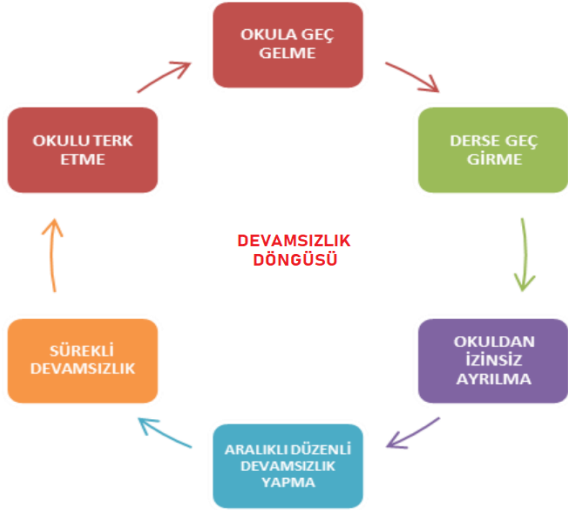 OKULA GEÇ
GELME
DERSE GEÇ
GİRME
OKULDAN
İZİNSİZ
AYRILMA
ARALIKLI DÜZENLİ
DEVAMSIZLIK
YAPMA
SÜREKLİ
DEVAMSIZLIK
OKULU TERK
ETME
DEVAMSIZLIK
DÖNGÜSÜ